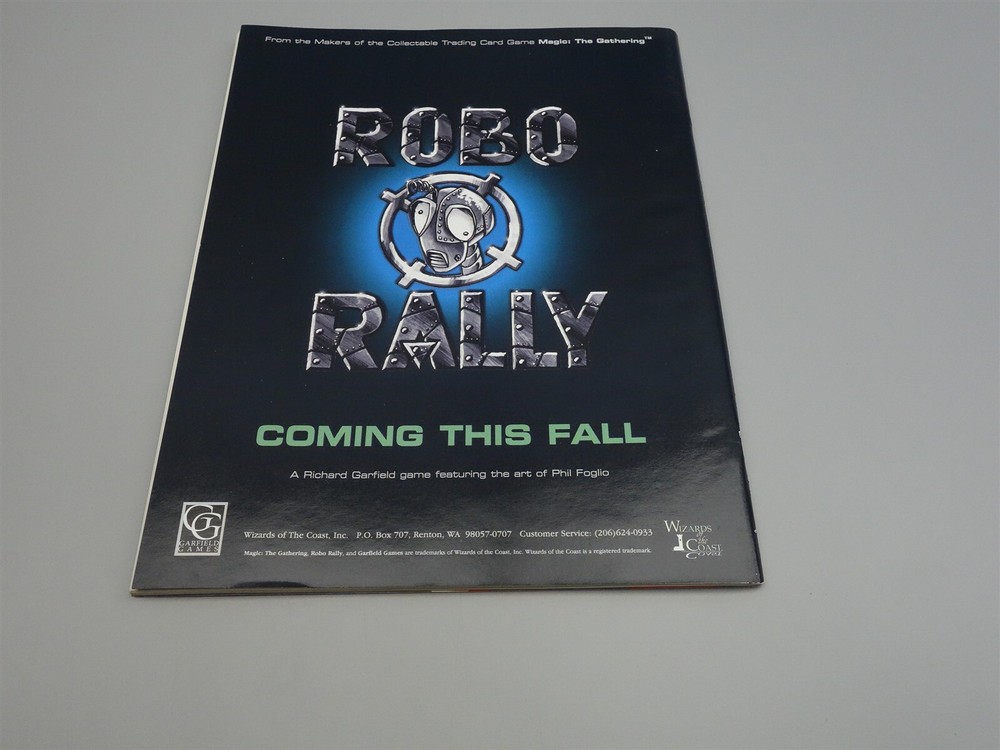 From the Makers of the Collectable Trading Card Game Magic: The Gathering™
ROBO
RALLY
COMING THIS FALL
A Richard Garfield game featuring the art of Phil Foglio
GG
GARFIELD
GAMES
Wizards of The Coast, Inc. P.O. Box 707, Renton, WA 98057-0707 Customer Service: (206)624-0933
Magic: The Gathering, Robo Rally, and Garfield Games are trademarks of Wizards of the Coast, Inc. Wizards of the Coast is a registered trademark.
WIZARDS
of the
COAST